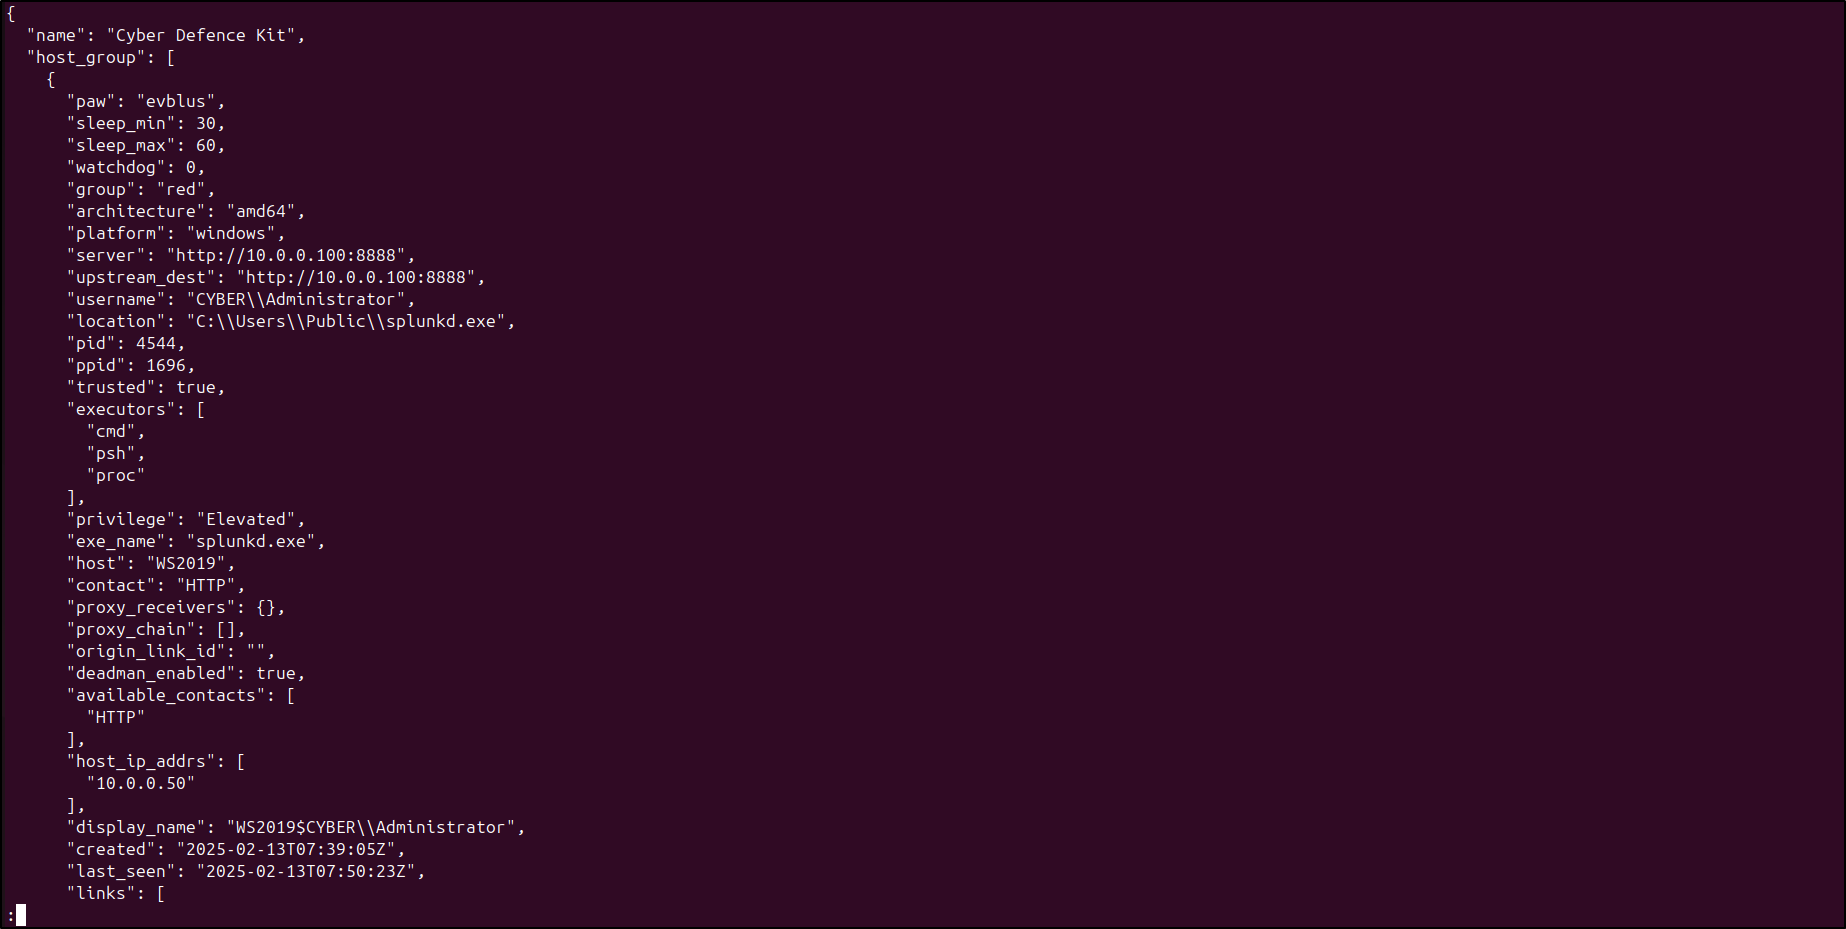 {
  "name": "Cyber Defence Kit",
  "host_group": [
    {
      "paw": "evblus",
      "sleep_min": 30,
      "sleep_max": 60,
      "watchdog": 0,
      "group": "red",
      "architecture": "amd64",
      "platform": "windows",
      "server": "http://10.0.0.100:8888",
      "upstream_dest": "http://10.0.0.100:8888",
      "username": "CYBER\\Administrator",
      "location": "C:\\Users\\Public\\splunkd.exe",
      "pid": 4544,
      "ppid": 1696,
      "trusted": true,
      "executors": [
        "cmd",
        "psh",
        "proc"
      ],
      "privilege": "Elevated",
      "exe_name": "splunkd.exe",
      "host": "WS2019",
      "contact": "HTTP",
      "proxy_receivers": {},
      "proxy_chain": [],
      "origin_link_id": "",
      "deadman_enabled": true,
      "available_contacts": [
        "HTTP"
      ],
      "host_ip_addrs": [
        "10.0.0.50"
      ],
      "display_name": "WS2019$CYBER\\Administrator",
      "created": "2025-02-13T07:39:05Z",
      "last_seen": "2025-02-13T07:50:23Z",
      "links": [
: